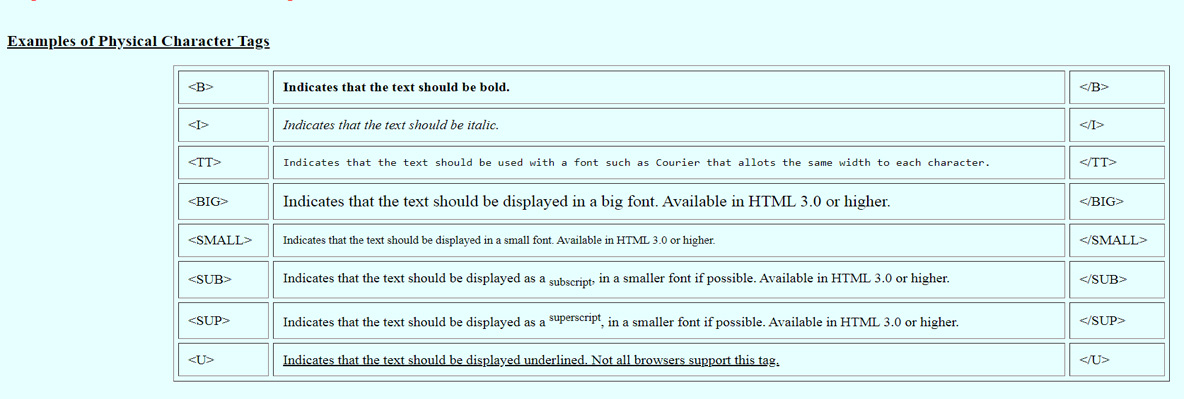 Examples of Physical Character Tags
<B> Indicates that the text should be bold. </B>
<I> Indicates that the text should be italic. </I>
<TT> Indicates that the text should be used with a font such as Courier that allots the same width to each character. </TT>
<BIG> Indicates that the text should be displayed in a big font. Available in HTML 3.0 or higher. </BIG>
<SMALL> Indicates that the text should be displayed in a small font. Available in HTML 3.0 or higher. </SMALL>
<SUB> Indicates that the text should be displayed as a subscript, in a smaller font if possible. Available in HTML 3.0 or higher. </SUB>
<SUP> Indicates that the text should be displayed as a superscript, in a smaller font if possible. Available in HTML 3.0 or higher. </SUP>
<U> Indicates that the text should be displayed underlined. Not all browsers support this tag. </U>